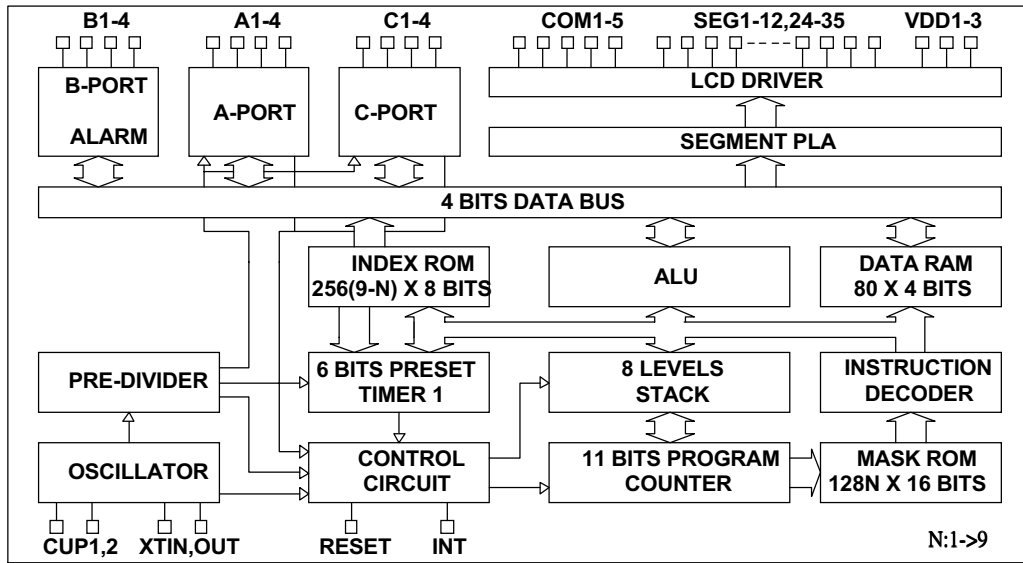 B1-4 A1-4 C1-4 COM1-5 SEG1-12,24-35 VDD1-3
B-PORT
ALARM
A-PORT
C-PORT
LCD DRIVER
SEGMENT PLA
4 BITS DATA BUS
INDEX ROM
256(9-N) X 8 BITS
ALU
DATA RAM
80 X 4 BITS
PRE-DIVIDER
6 BITS PRESET
TIMER 1
8 LEVELS
STACK
INSTRUCTION
DECODER
OSCILLATOR
CONTROL
CIRCUIT
11 BITS PROGRAM
COUNTER
MASK ROM
128N X 16 BITS
CUP1,2 XTIN,OUT RESET INT N:1->9